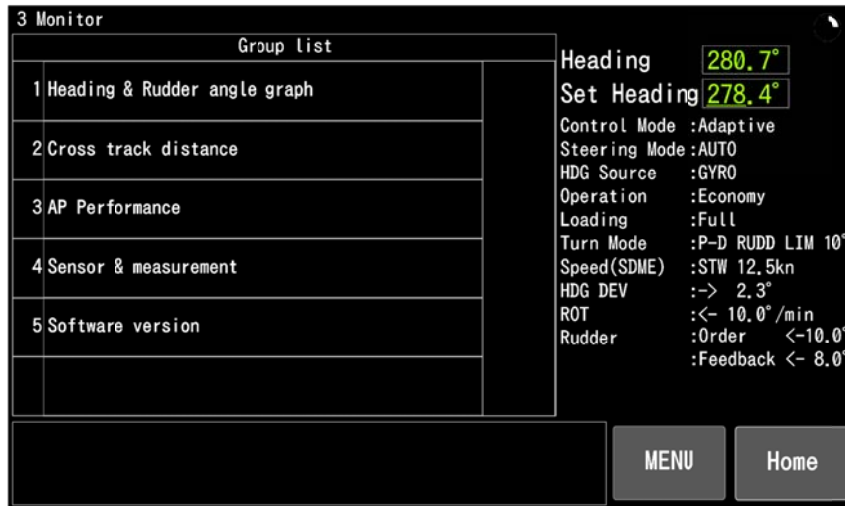 3 Monitor
Group list
1 Heading & Rudder angle graph
2 Cross track distance
3 AP Performance
4 Sensor & measurement
5 Software version
Heading 280.7°
Set Heading 278.4°
Control Mode :Adaptive
Steering Mode:AUTO
HDG Source :GYRO
Operation :Economy
Loading :Full
Turn Mode :P-D RUDD LIM 10°
Speed(SDME) :STW 12.5kn
HDG DEV :-> 2.3°
ROT :<- 10.0°/min
Rudder :Order <-10.0°
:Feedback <- 8.0°
MENU Home